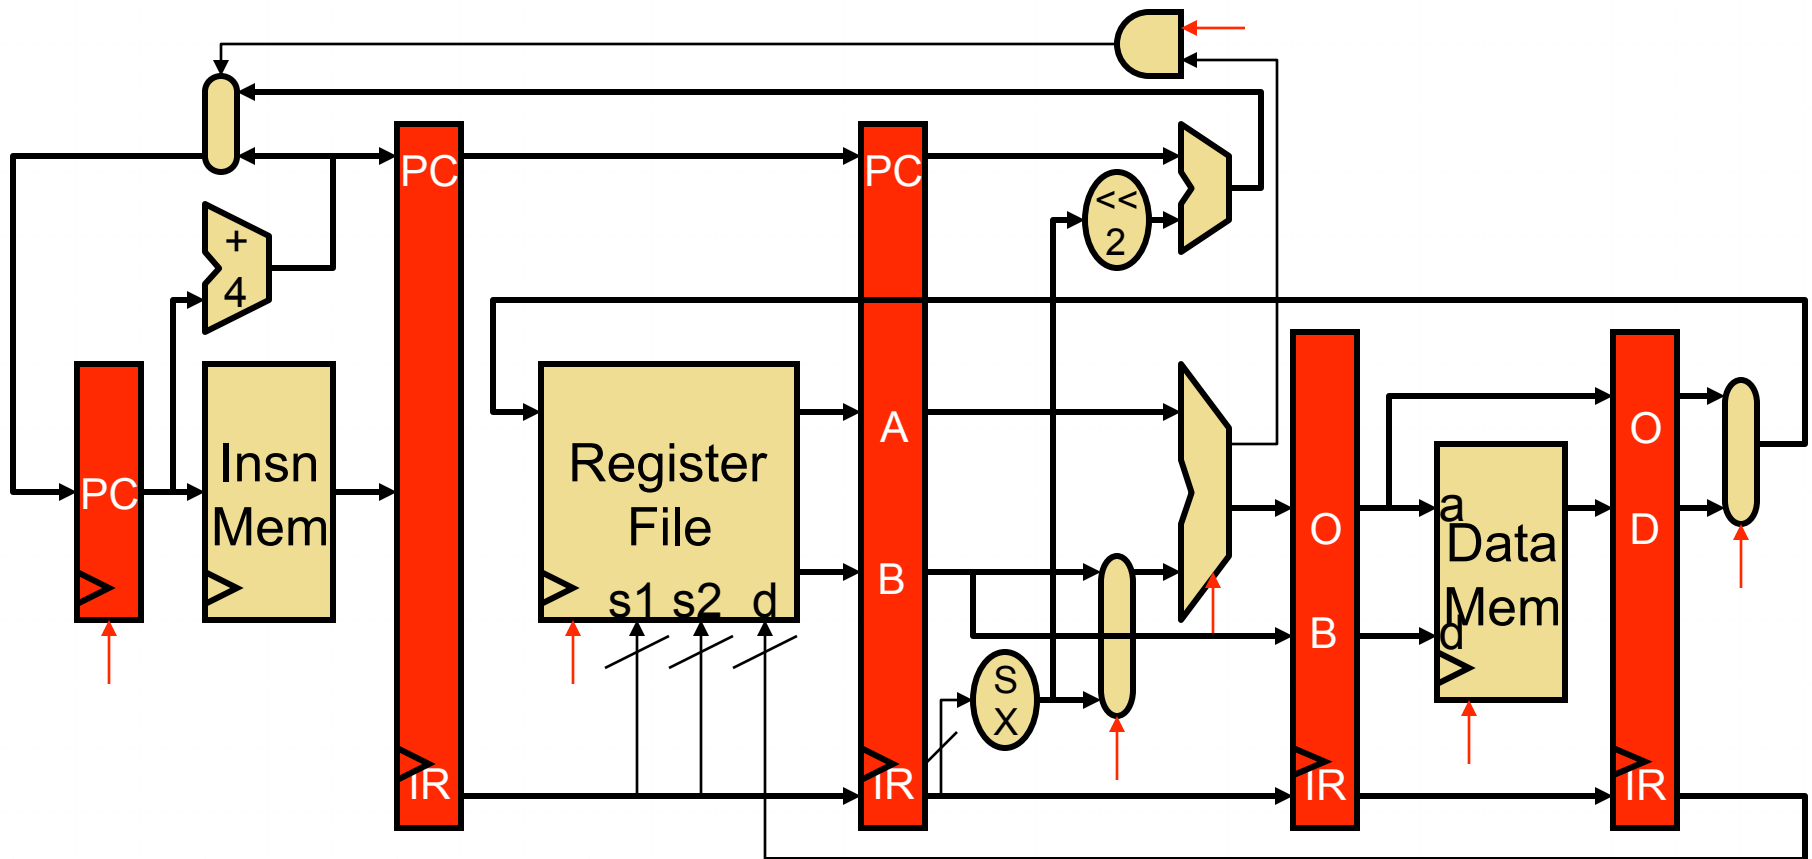 PC
PC
<<
2
+
4
PC
Insn
Mem
Register
File
s1 s2 d
A
B
O
B
a
Data
Mem
d
O
D
S
X
IR
IR
IR
IR